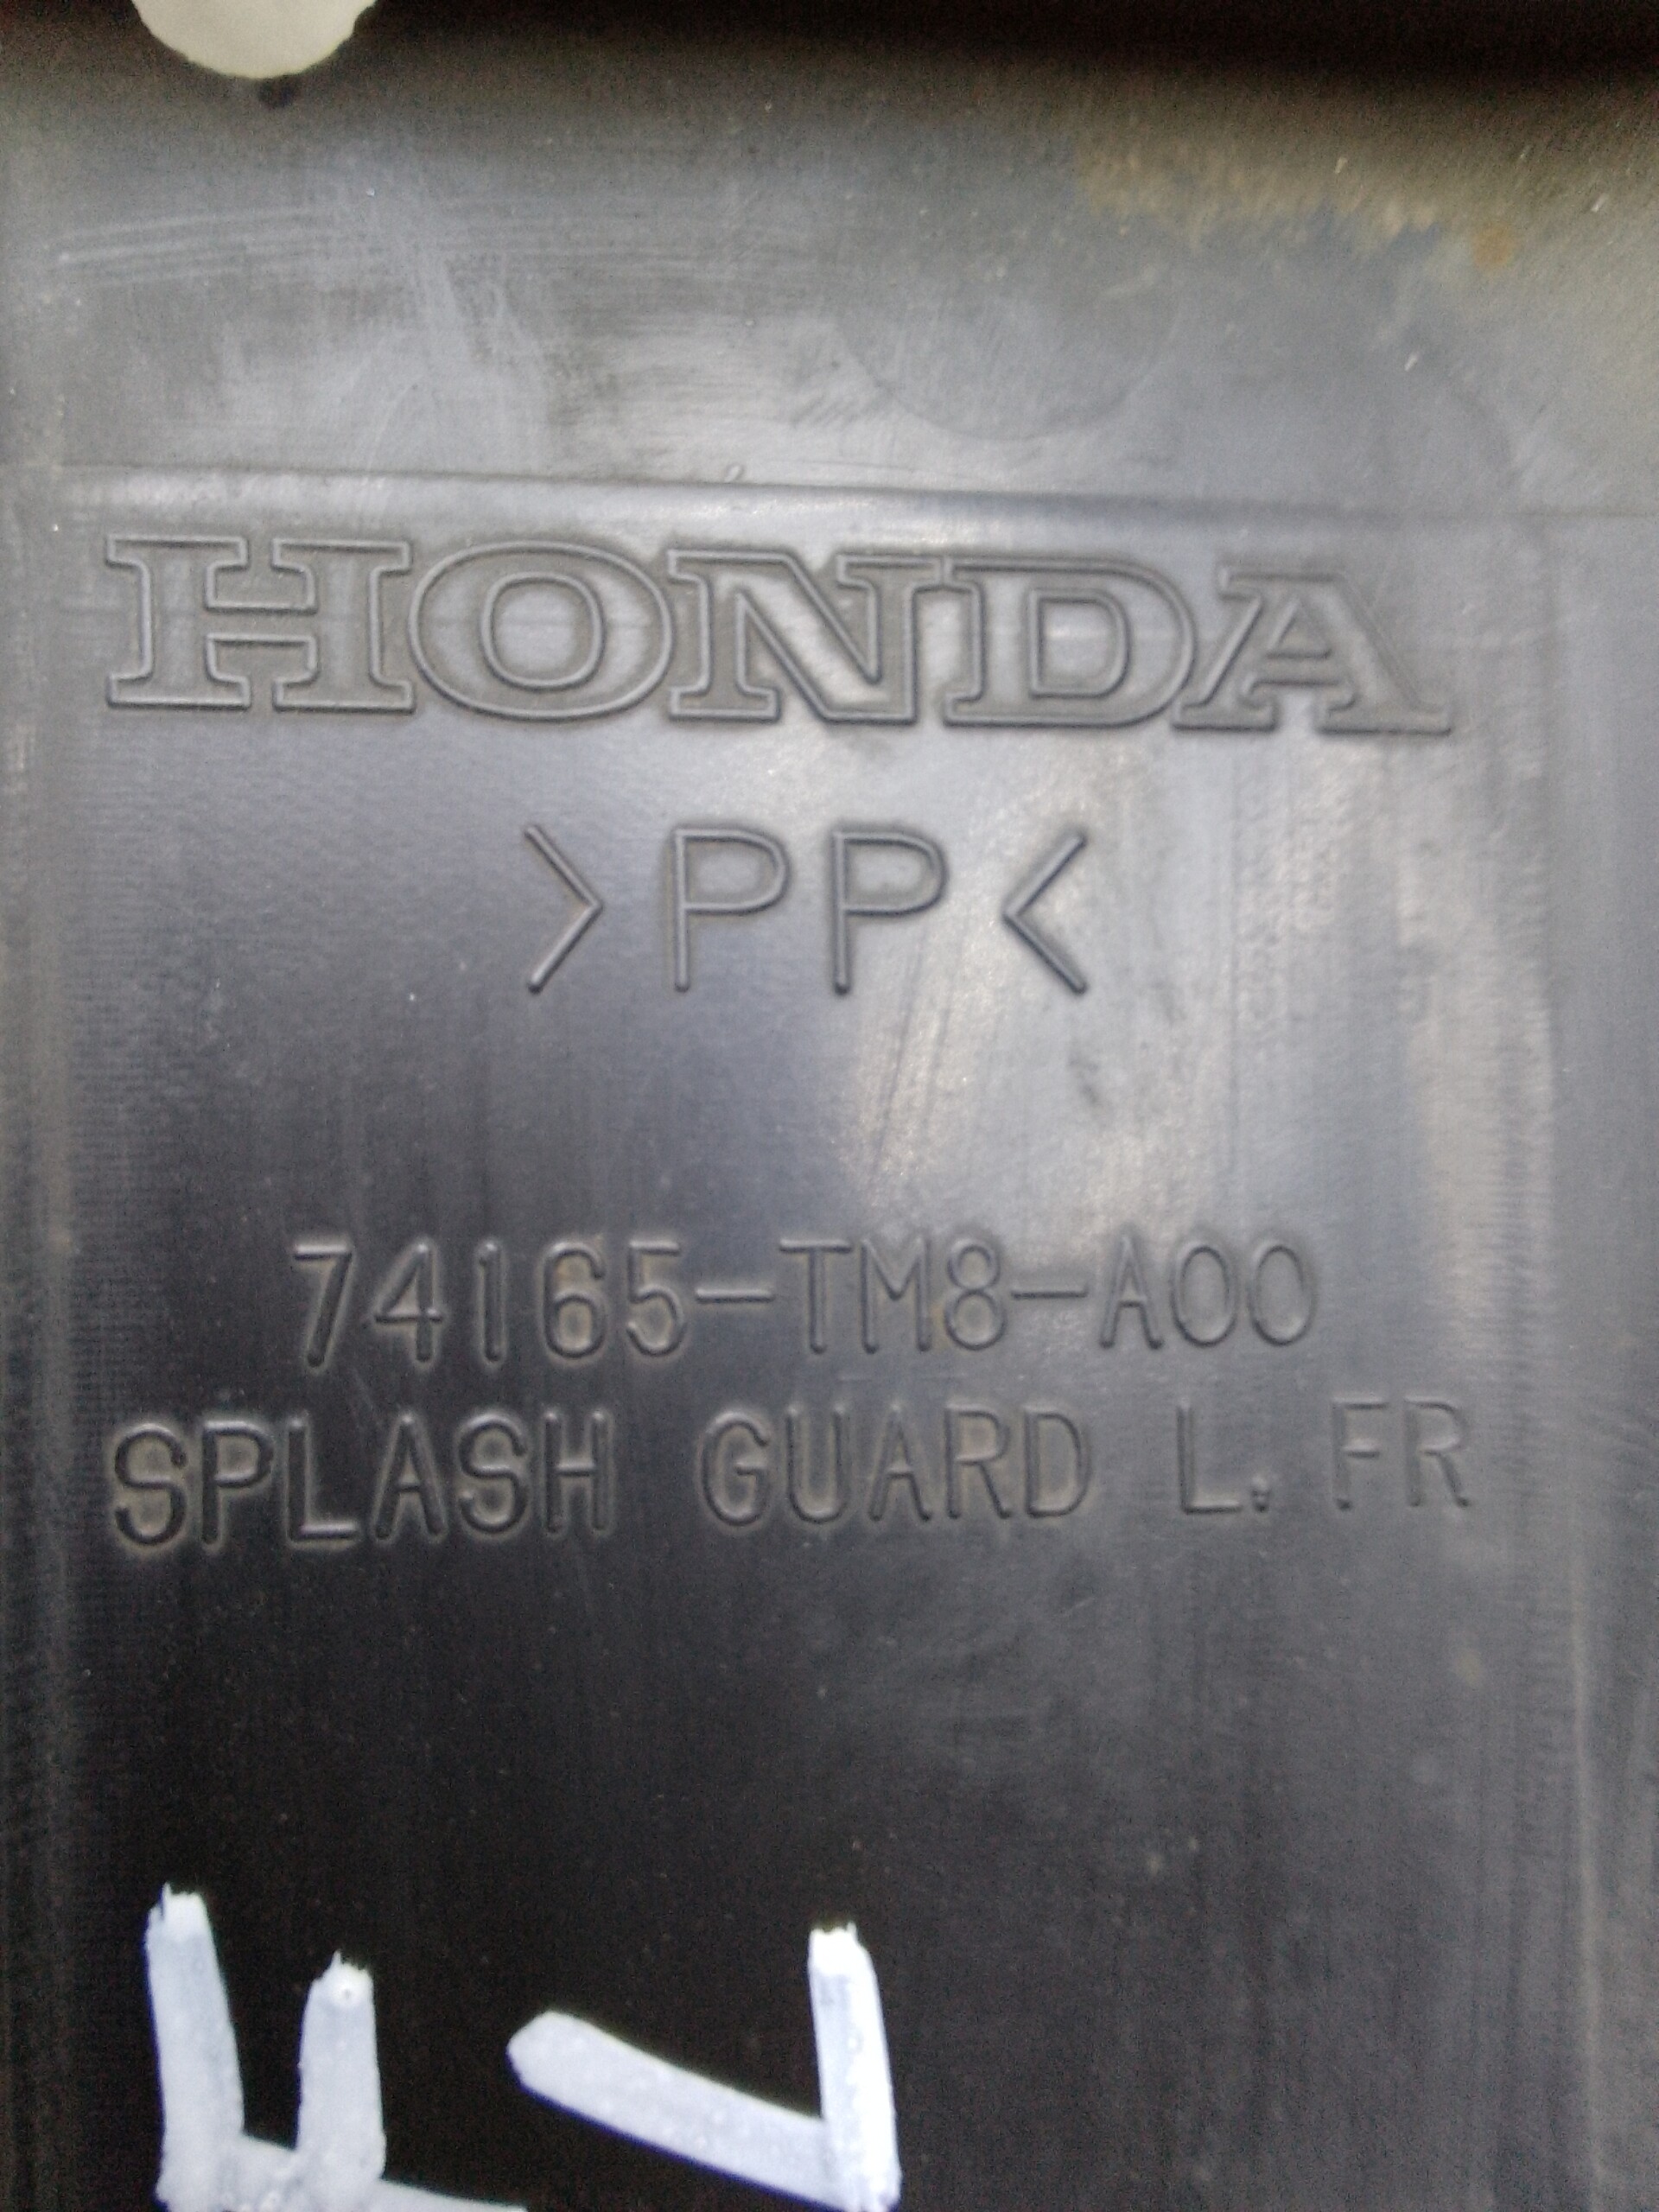 HONDA
>PP<
74165-TM8-A00
SPLASH GUARD L. FR